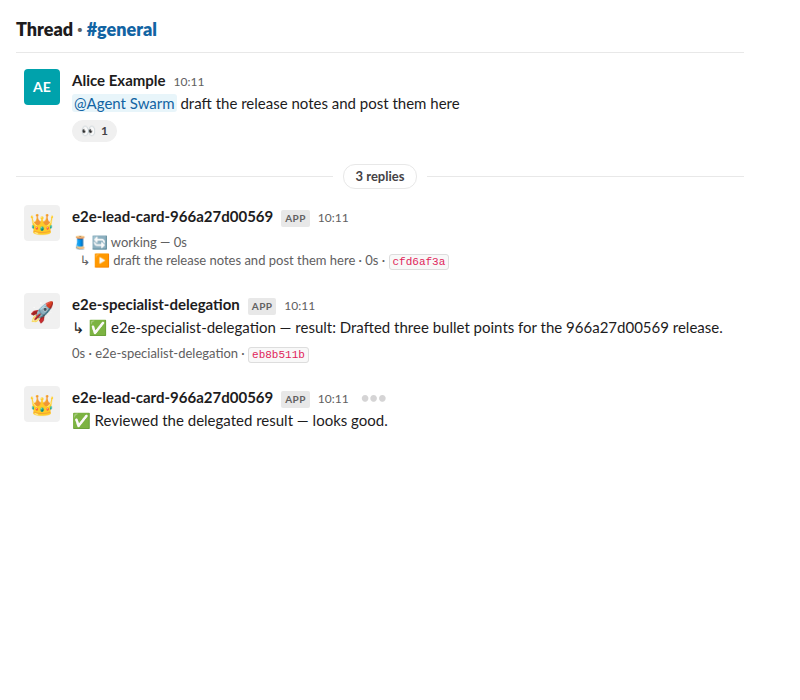 Thread • #general
AE
Alice Example 10:11
@Agent Swarm draft the release notes and post them here
👀 1
3 replies
e2e-lead-card-966a27d00569 APP 10:11
🧵 🔄 working — 0s
↳ ▶️ draft the release notes and post them here · 0s · cfd6af3a
e2e-specialist-delegation APP 10:11
↳ ✅ e2e-specialist-delegation — result: Drafted three bullet points for the 966a27d00569 release.
0s · e2e-specialist-delegation · eb8b511b
e2e-lead-card-966a27d00569 APP 10:11
✅ Reviewed the delegated result — looks good.